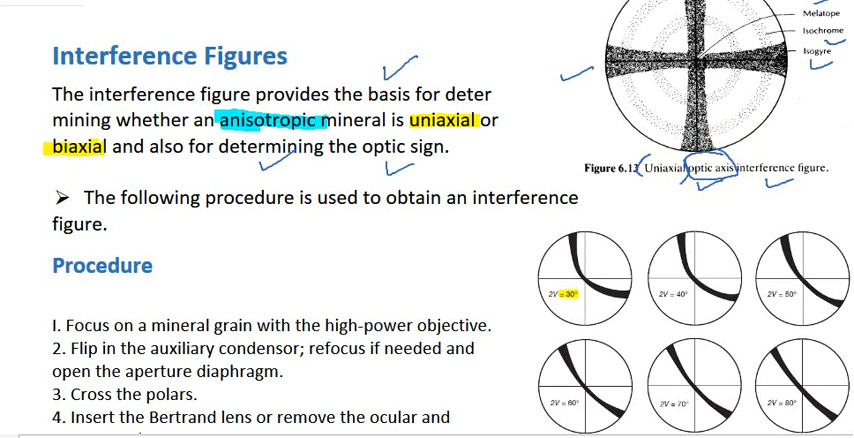 Interference Figures
The interference figure provides the basis for deter
mining whether an anisotropic mineral is uniaxial or
biaxial and also for determining the optic sign.
➤ The following procedure is used to obtain an interference
figure.
Procedure
I. Focus on a mineral grain with the high-power objective.
2. Flip in the auxiliary condensor; refocus if needed and
open the aperture diaphragm.
3. Cross the polars.
4. Insert the Bertrand lens or remove the ocular and
Melatope
Isochrome
Isogyre
Figure 6.13 Uniaxial optic axis interference figure.
2V = 30°
2V = 40°
2V = 50°
2V = 60°
2V = 70°
2V = 80°